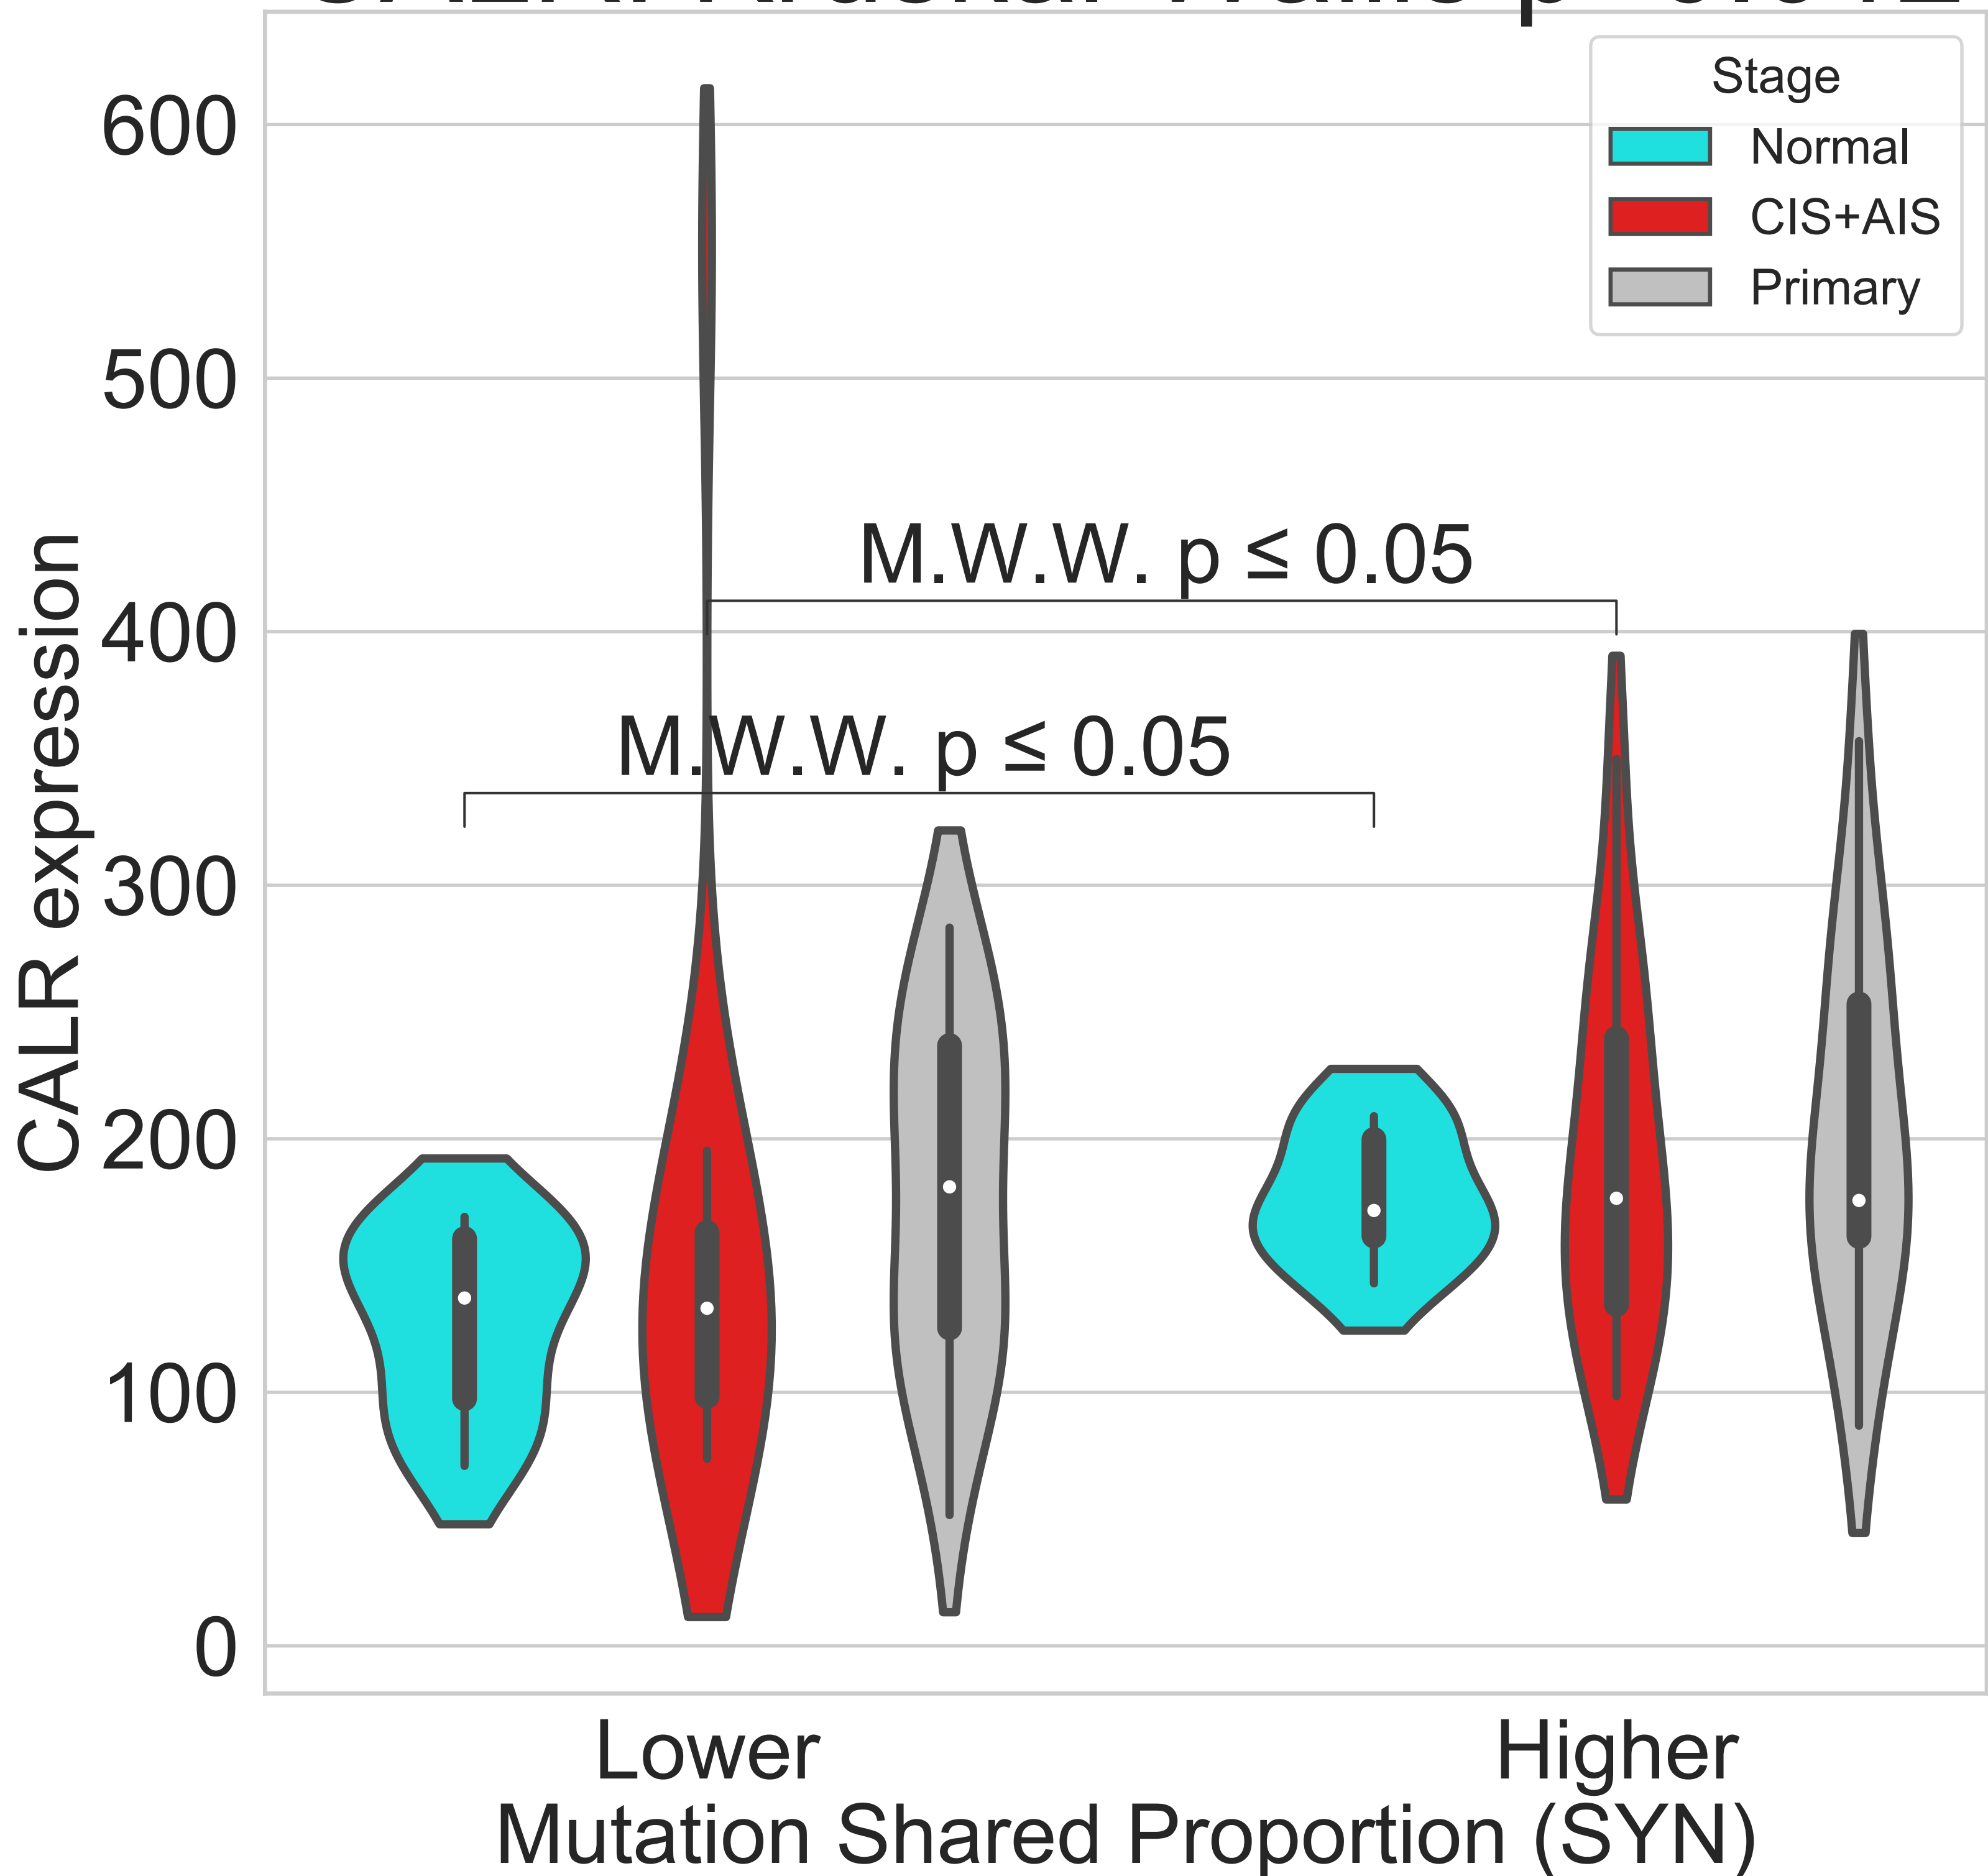 Stage
Normal
CIS+AIS
Primary
600
500
400
300
200
100
0
CALR expression
M.W.W. p ≤ 0.05
M.W.W. p ≤ 0.05
Lower
Higher
Mutation Shared Proportion (SYN)